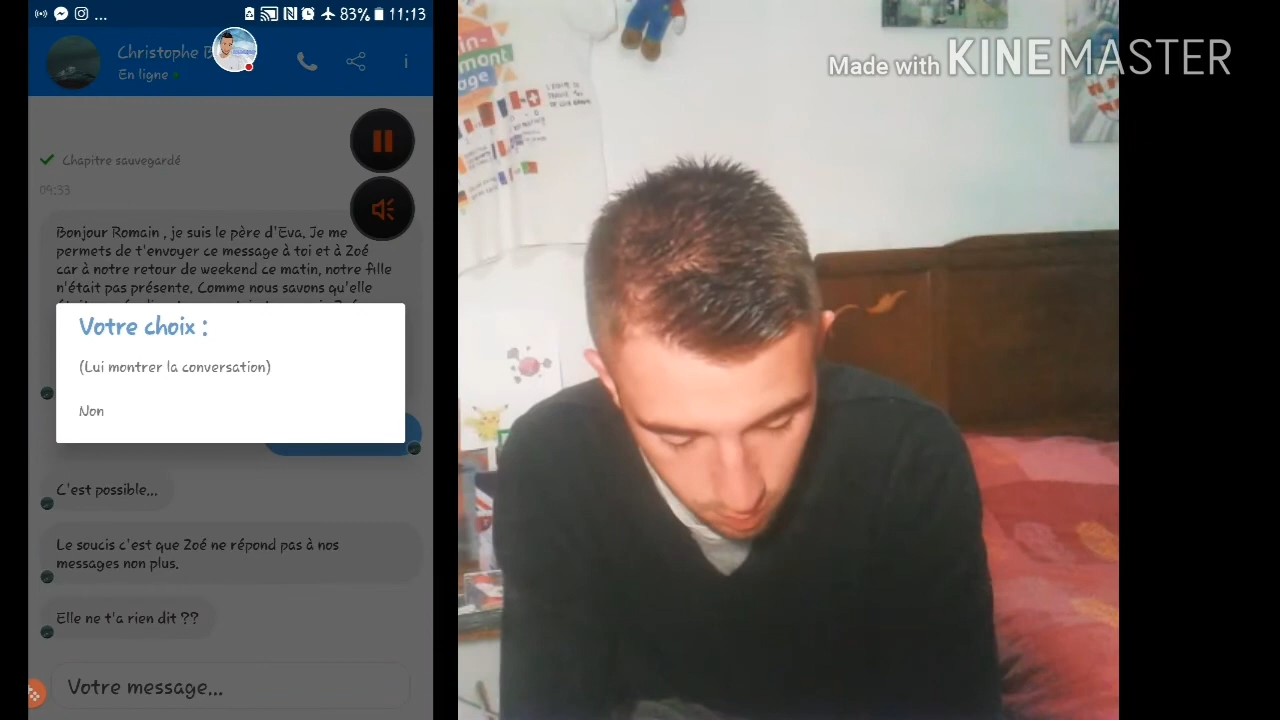 ... 83% 11:13
Christophe B
En ligne
i
Chapitre sauvegardé
09:33
Bonjour Romain , je suis le père d'Eva. Je me
permets de t'envoyer ce message à toi et à Zoé
car à notre retour de weekend ce matin, notre fille
n'était pas présente. Comme nous savons qu'elle
Votre choix :
(Lui montrer la conversation)
Non
C'est possible...
Le soucis c'est que Zoé ne répond pas à nos
messages non plus.
Elle ne t'a rien dit ??
Votre message...
Made with KINEMASTER
in-
mont
age